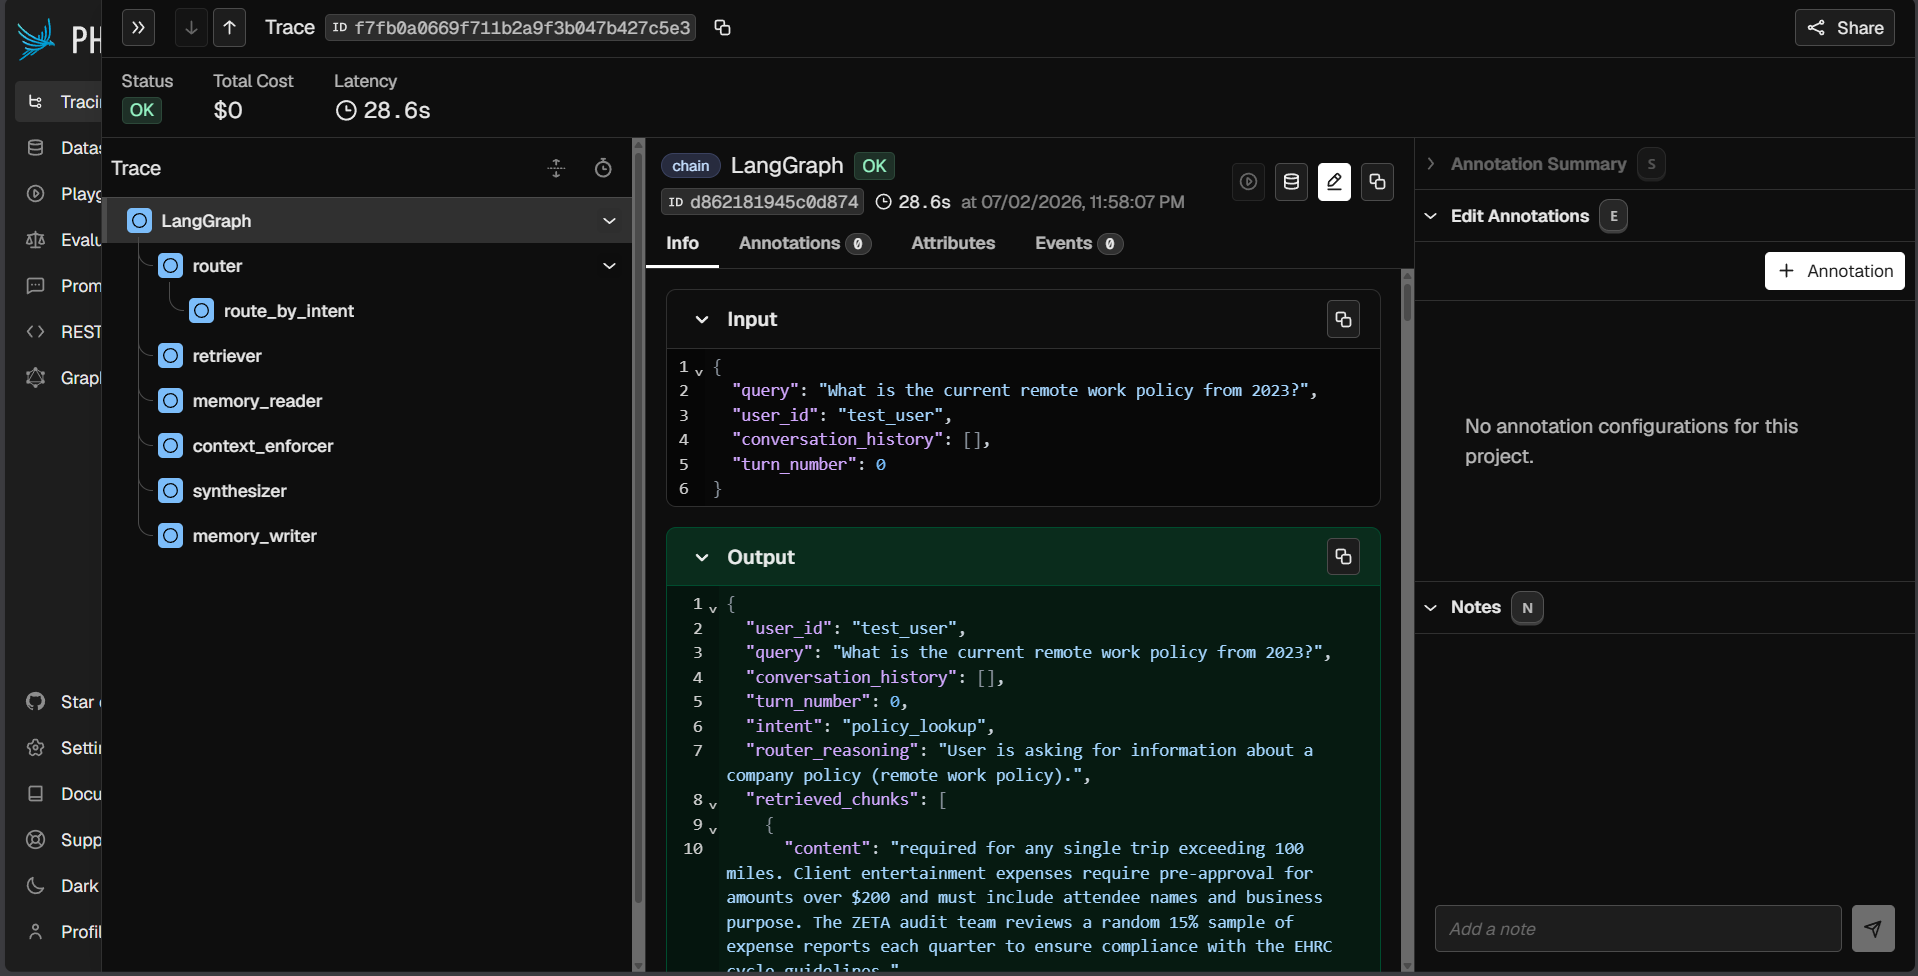 PH
Trace ID f7fb0a0669f711b2a9f3b047b427c5e3
Share
Status
Total Cost
Latency
OK
$0
28.6s
Tracin
Datas
Playg
Evalu
Prom
REST
Grap
Star
Settin
Docu
Supp
Dark
Profil
Trace
LangGraph
router
route_by_intent
retriever
memory_reader
context_enforcer
synthesizer
memory_writer
chain LangGraph OK
ID d862181945c0d874 28.6s at 07/02/2026, 11:58:07 PM
Info
Annotations 0
Attributes
Events 0
Input
1 {
2 "query": "What is the current remote work policy from 2023?",
3 "user_id": "test_user",
4 "conversation_history": [],
5 "turn_number": 0
6 }
Output
1 {
2 "user_id": "test_user",
3 "query": "What is the current remote work policy from 2023?",
4 "conversation_history": [],
5 "turn_number": 0,
6 "intent": "policy_lookup",
7 "router_reasoning": "User is asking for information about a
company policy (remote work policy).",
8 "retrieved_chunks": [
9 {
10 "content": "required for any single trip exceeding 100
miles. Client entertainment expenses require pre-approval for
amounts over $200 and must include attendee names and business
purpose. The ZETA audit team reviews a random 15% sample of
expense reports each quarter to ensure compliance with the EHRC
cycle guidelines."
Annotation Summary S
Edit Annotations E
+ Annotation
No annotation configurations for this
project.
Notes N
Add a note